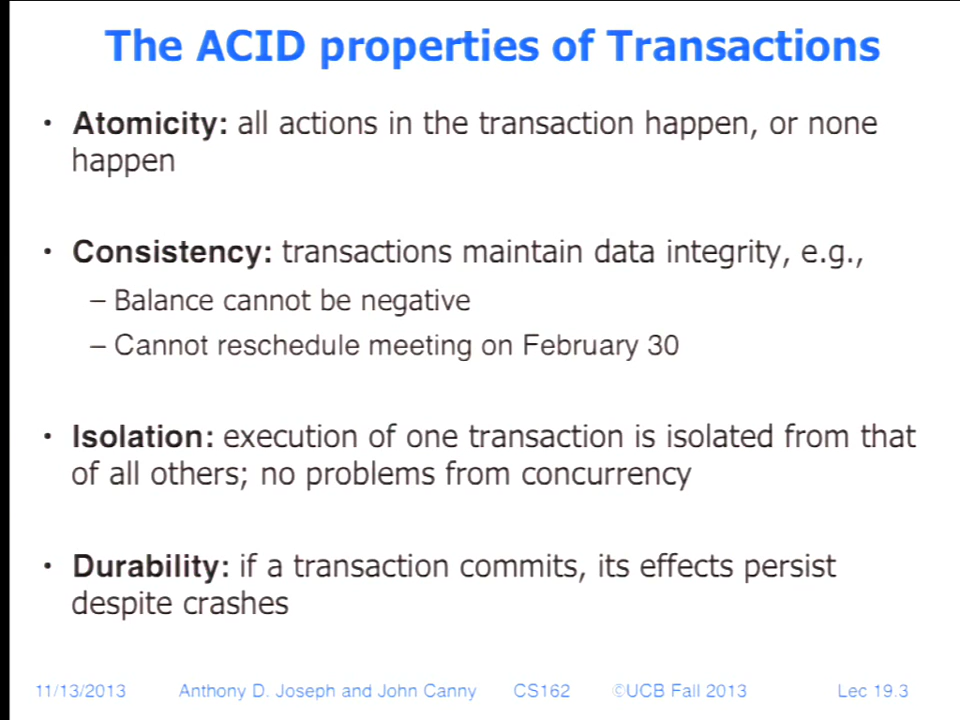 The ACID properties of Transactions
• Atomicity: all actions in the transaction happen, or none
happen
• Consistency: transactions maintain data integrity, e.g.,
– Balance cannot be negative
– Cannot reschedule meeting on February 30
• Isolation: execution of one transaction is isolated from that
of all others; no problems from concurrency
• Durability: if a transaction commits, its effects persist
despite crashes
11/13/2013 Anthony D. Joseph and John Canny CS162 ©UCB Fall 2013 Lec 19.3